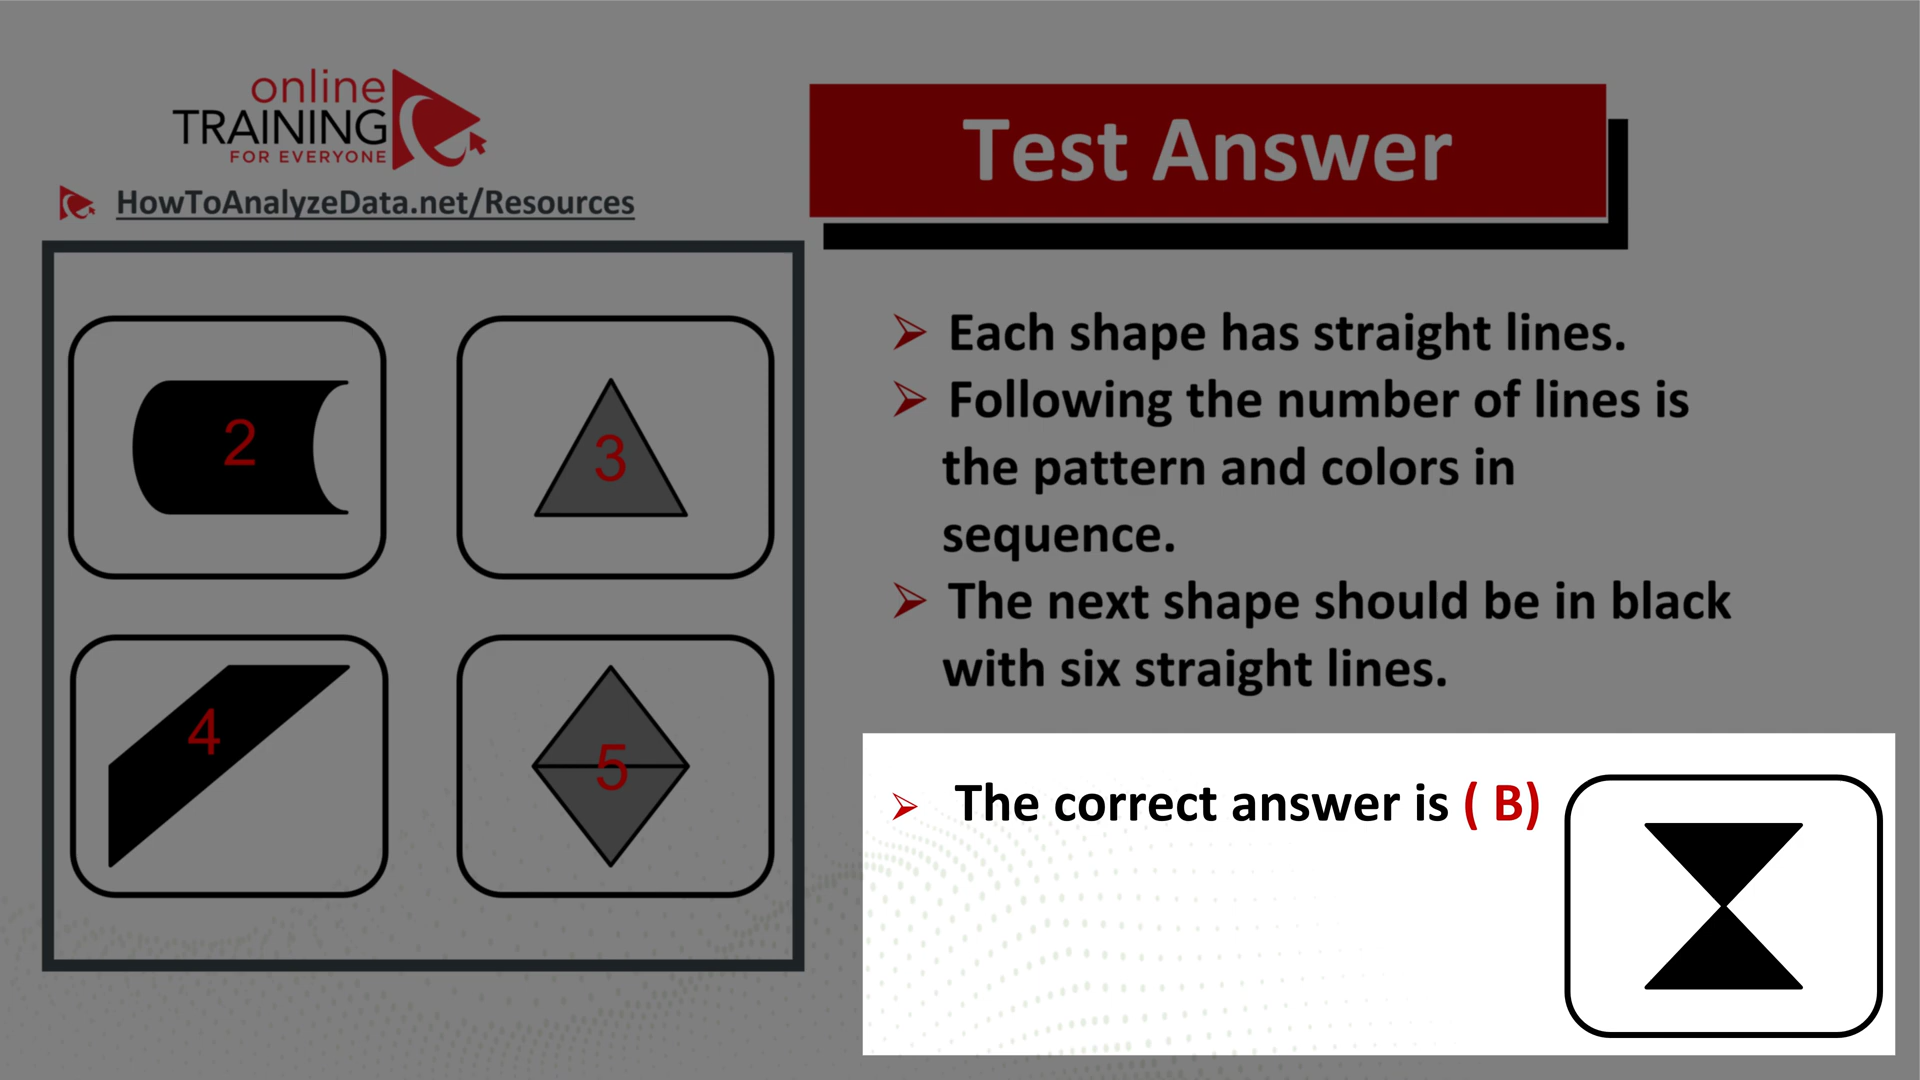 online
TRAINING
FOR EVERYONE
HowToAnalyzeData.net/Resources
Test Answer
2
3
4
5
Each shape has straight lines.
Following the number of lines is
the pattern and colors in
sequence.
The next shape should be in black
with six straight lines.
The correct answer is ( B)